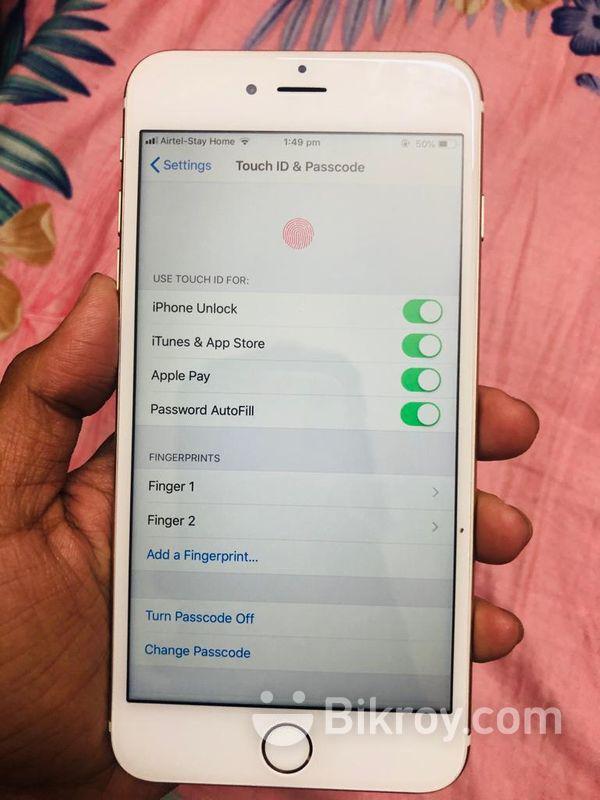 Airtel-Stay Home 1:49 pm 50%
Settings Touch ID & Passcode
USE TOUCH ID FOR:
iPhone Unlock
iTunes & App Store
Apple Pay
Password AutoFill
FINGERPRINTS
Finger 1
Finger 2
Add a Fingerprint...
Turn Passcode Off
Change Passcode
Bikroy.com